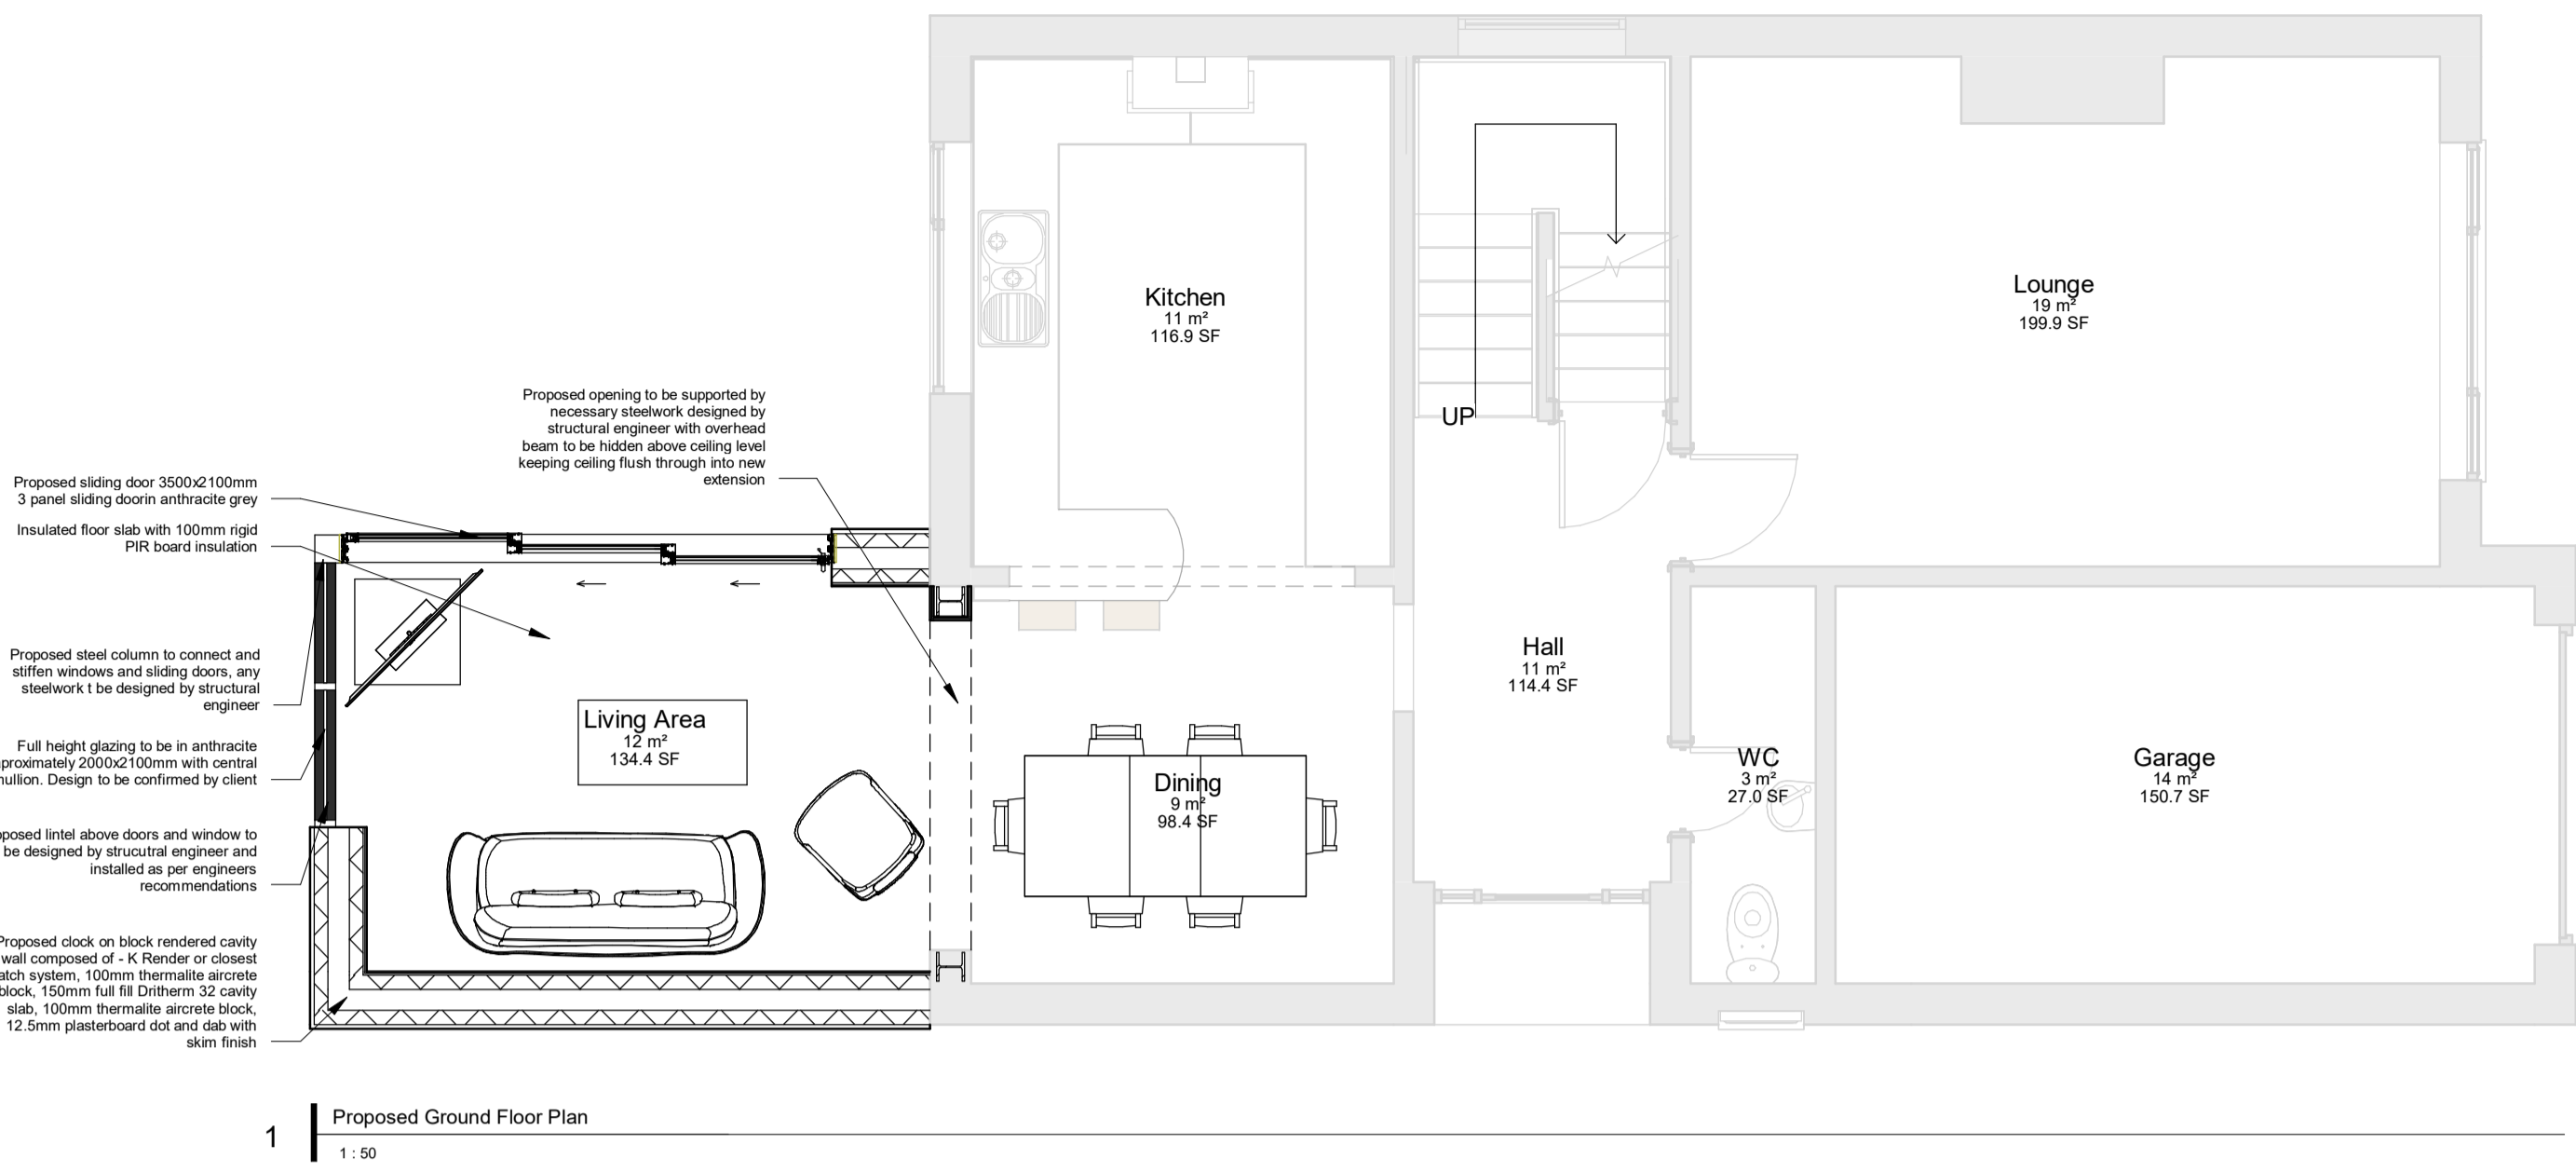 Proposed opening to be supported by
necessary steelwork designed by
structural engineer with overhead
beam to be hidden above ceiling level
keeping ceiling flush through into new
extension
Proposed sliding door 3500x2100mm
3 panel sliding doorin anthracite grey
Insulated floor slab with 100mm rigid
PIR board insulation
Proposed steel column to connect and
stiffen windows and sliding doors, any
steelwork t be designed by structural
engineer
Full height glazing to be in anthracite
2000x2100mm with central
Design to be confirmed by client
lintel above doors and window to
be designed by strucutral engineer and
installed as per engineers
recommendations
Proposed clock on block rendered cavity
wall composed of - K Render or closest
system, 100mm thermalite aircrete
block, 150mm full fill Dritherm 32 cavity
slab, 100mm thermalite aircrete block,
12.5mm plasterboard dot and dab with
skim finish
Kitchen
11 m²
116.9 SF
UP
Lounge
19 m²
199.9 SF
Living Area
12 m²
134.4 SF
Dining
9 m²
98.4 SF
Hall
11 m²
114.4 SF
WC
3 m²
27.0 SF
Garage
14 m²
150.7 SF
1
Proposed Ground Floor Plan
1 : 50